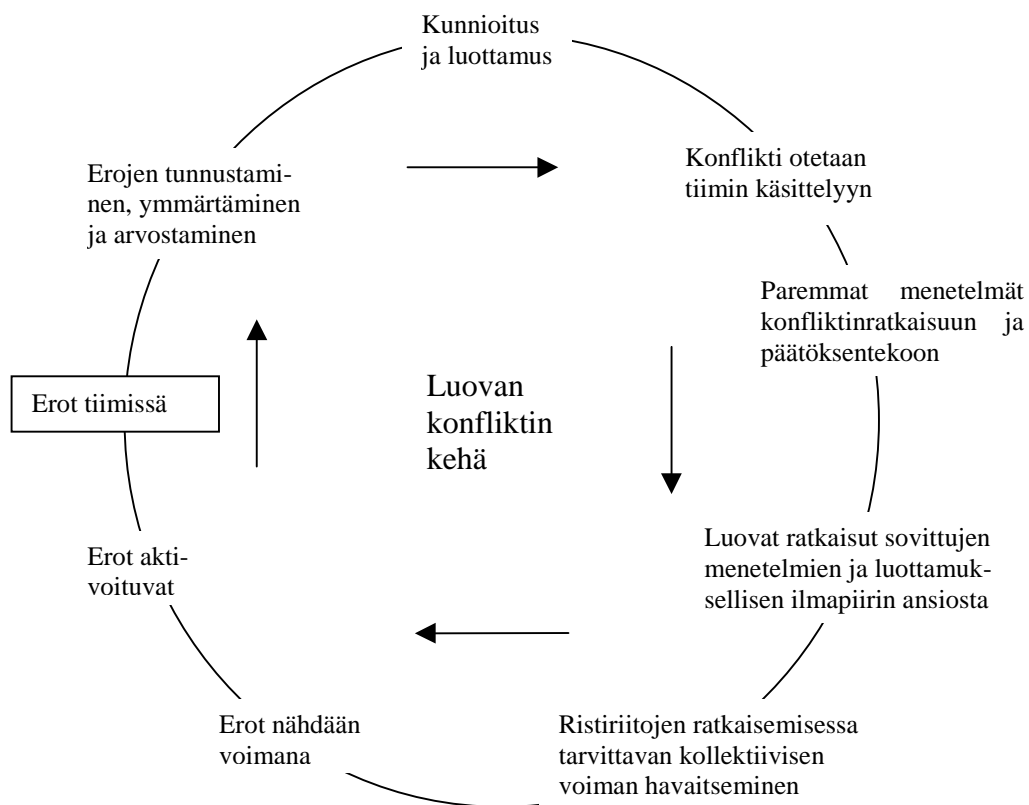 Kunnioitus
ja luottamus
Konflikti otetaan
tiimin käsittelyyn
Erojen tunnustami-
nen, ymmärtäminen
ja arvostaminen
Paremmat menetelmät
konfliktinratkaisuun ja
päätöksentekoon
Erot tiimissä
Luovan
konfliktin
kehä
Luovat ratkaisut sovittujen
menetelmien ja luottamuk-
sellisen ilmapiirin ansiosta
Erot akti-
voituvat
Erot nähdään
voimana
Ristiriitojen ratkaisemisessa
tarvittavan kollektiivisen
voiman havaitseminen